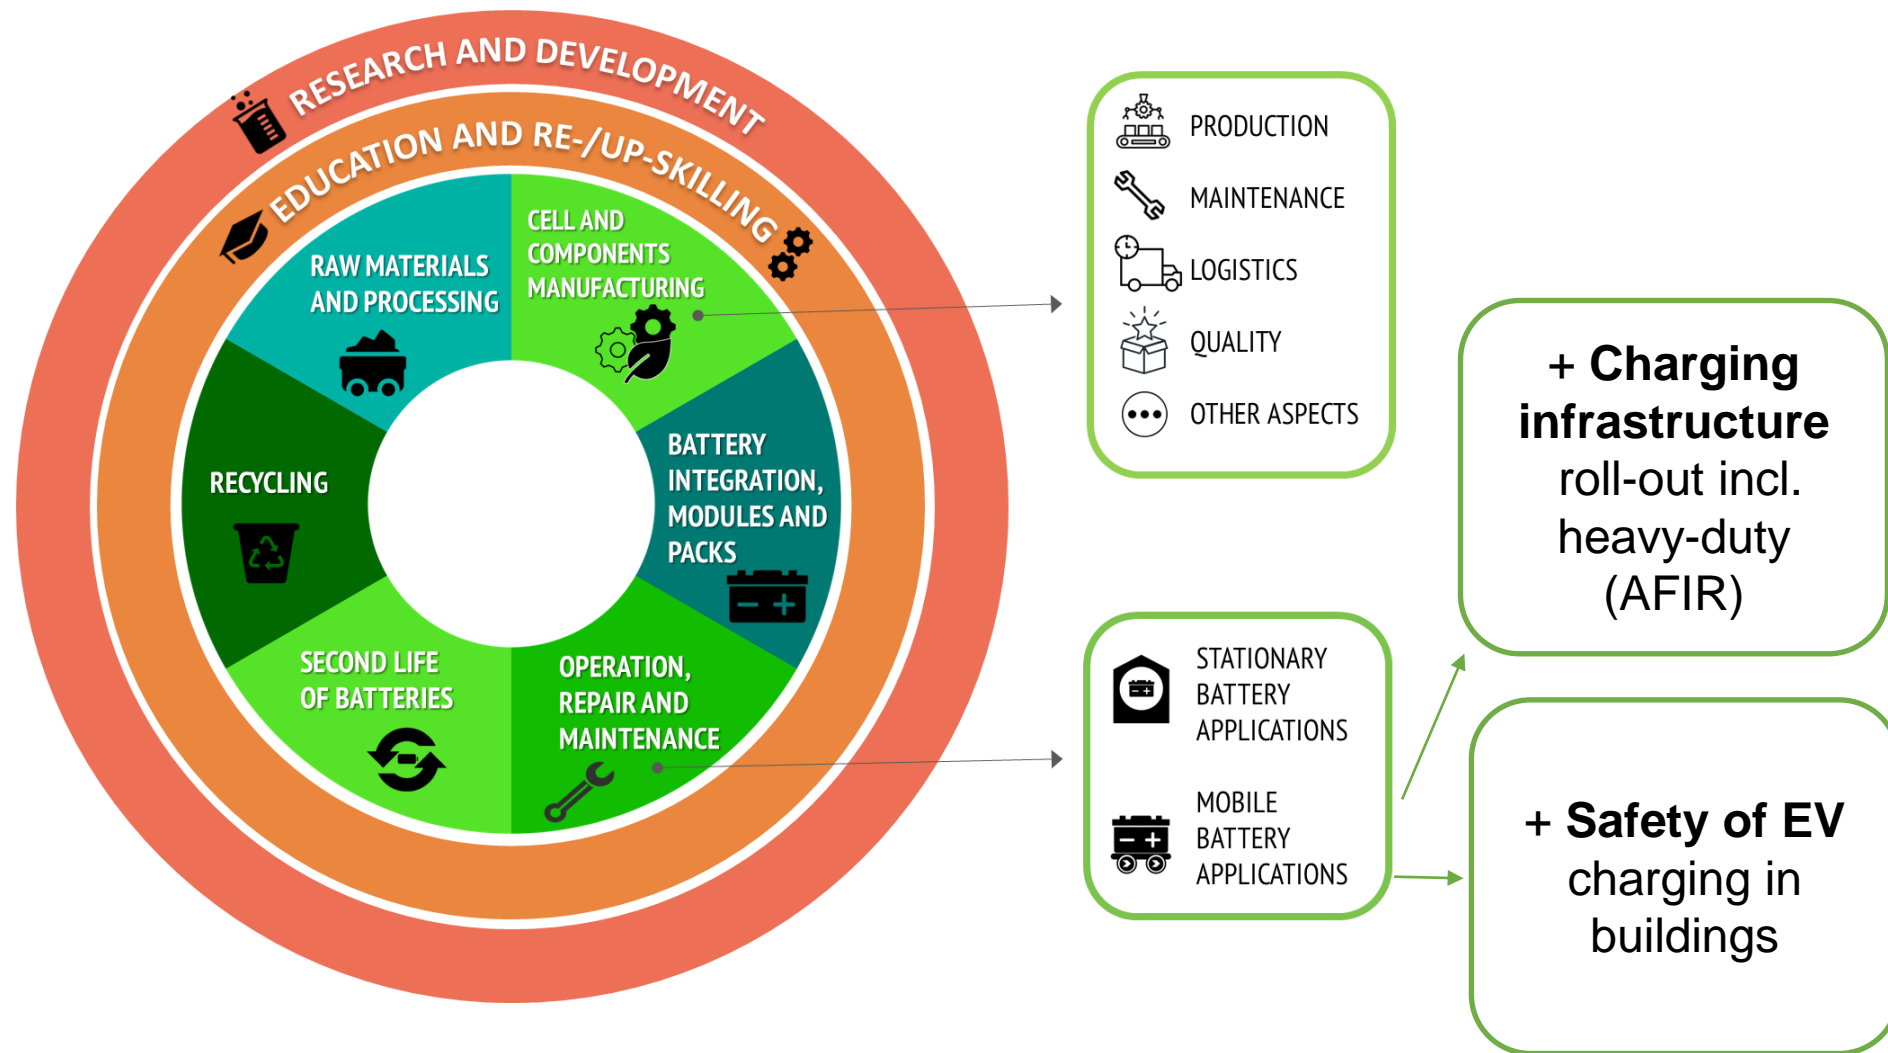 RESEARCH AND DEVELOPMENT
EDUCATION AND RE-/UP-SKILLING
RAW MATERIALS
AND PROCESSING
CELL AND
COMPONENTS
MANUFACTURING
BATTERY
INTEGRATION,
MODULES AND
PACKS
OPERATION,
REPAIR AND
MAINTENANCE
SECOND LIFE
OF BATTERIES
RECYCLING
PRODUCTION
MAINTENANCE
LOGISTICS
QUALITY
OTHER ASPECTS
STATIONARY
BATTERY
APPLICATIONS
MOBILE
BATTERY
APPLICATIONS
+ Charging
infrastructure
roll-out incl.
heavy-duty
(AFIR)
+ Safety of EV
charging in
buildings